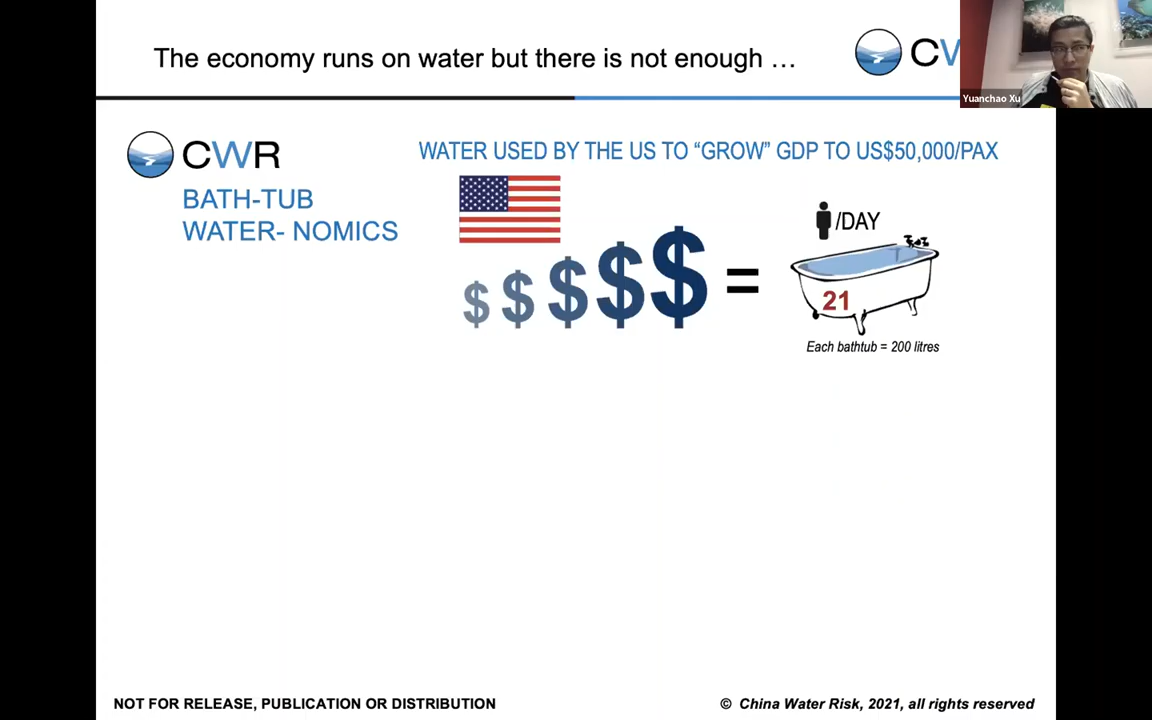 The economy runs on water but there is not enough …
CW
Yuanchao Xu
CWR
BATH-TUB
WATER- NOMICS
WATER USED BY THE US TO “GROW” GDP TO US$50,000/PAX
$ $ $ $ $ =
/DAY
21
Each bathtub = 200 litres
NOT FOR RELEASE, PUBLICATION OR DISTRIBUTION
© China Water Risk, 2021, all rights reserved